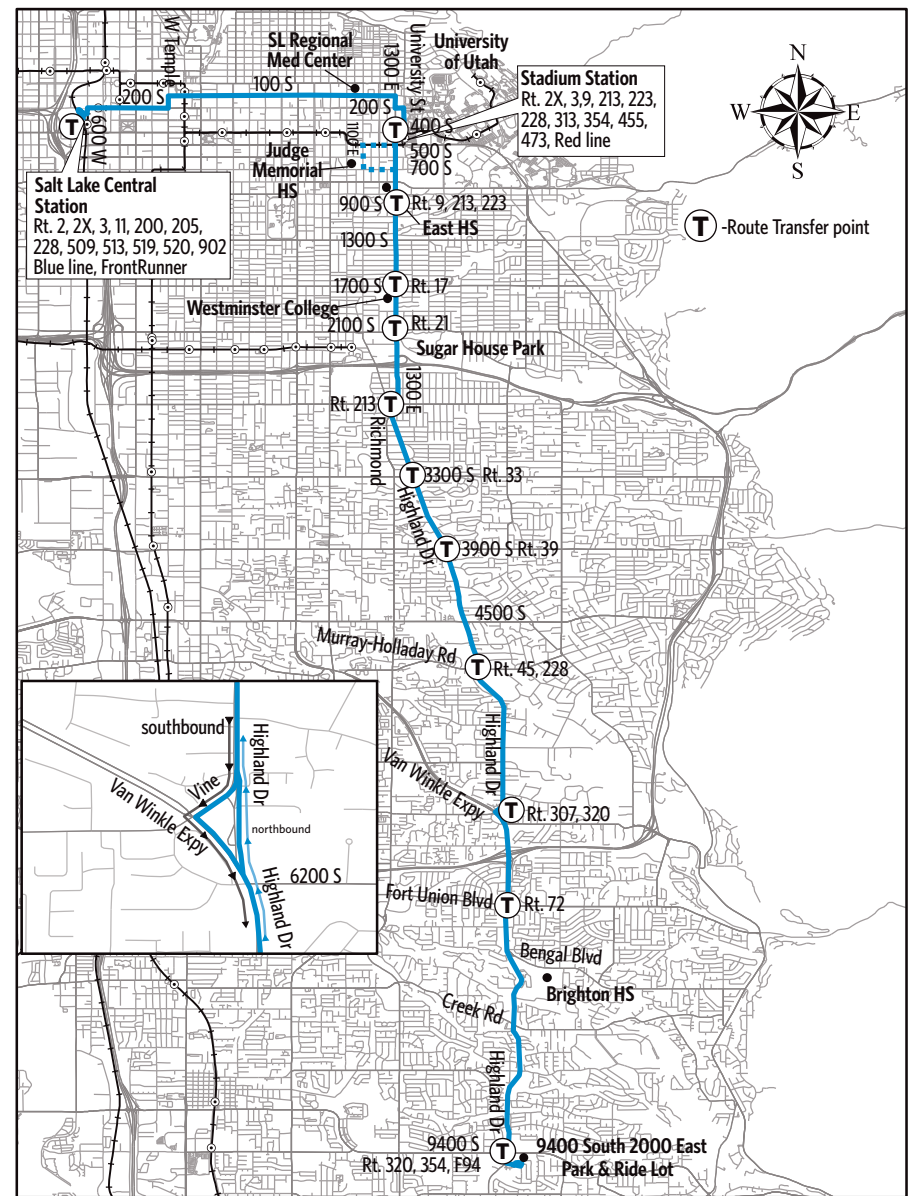 SL Regional
Med Center
W Temple
1300 E
University St
University
of Utah
N
W
E
S
100 S
200 S
200 S
600 W
Stadium Station
Rt. 2X, 3,9, 213, 223,
228, 313, 354, 455,
473, Red line
400 S
500 S
700 S
1100 E
Judge
Memorial
HS
Salt Lake Central
Station
Rt. 2, 2X, 3, 11, 200, 205,
228, 509, 513, 519, 520, 902
Blue line, FrontRunner
T
T
T
900 S
Rt. 9, 213, 223
East HS
T
-Route Transfer point
1300 S
1700 S
T
Rt. 17
Westminster College
2100 S
T
Rt. 21
Sugar House Park
1300 E
Rt. 213
T
Richmond
T
3300 S Rt. 33
Highland Dr
T
3900 S Rt. 39
4500 S
Murray-Holladay Rd
T
Rt. 45, 228
Highland Dr
Van Winkle Expy
T
Rt. 307, 320
southbound
Highland Dr
Vine
Van Winkle Expy
northbound
6200 S
Highland Dr
Fort Union Blvd
T
Rt. 72
Bengal Blvd
Brighton HS
Creek Rd
Highland Dr
9400 S
Rt. 320, 354, F94
T
9400 South 2000 East
Park & Ride Lot